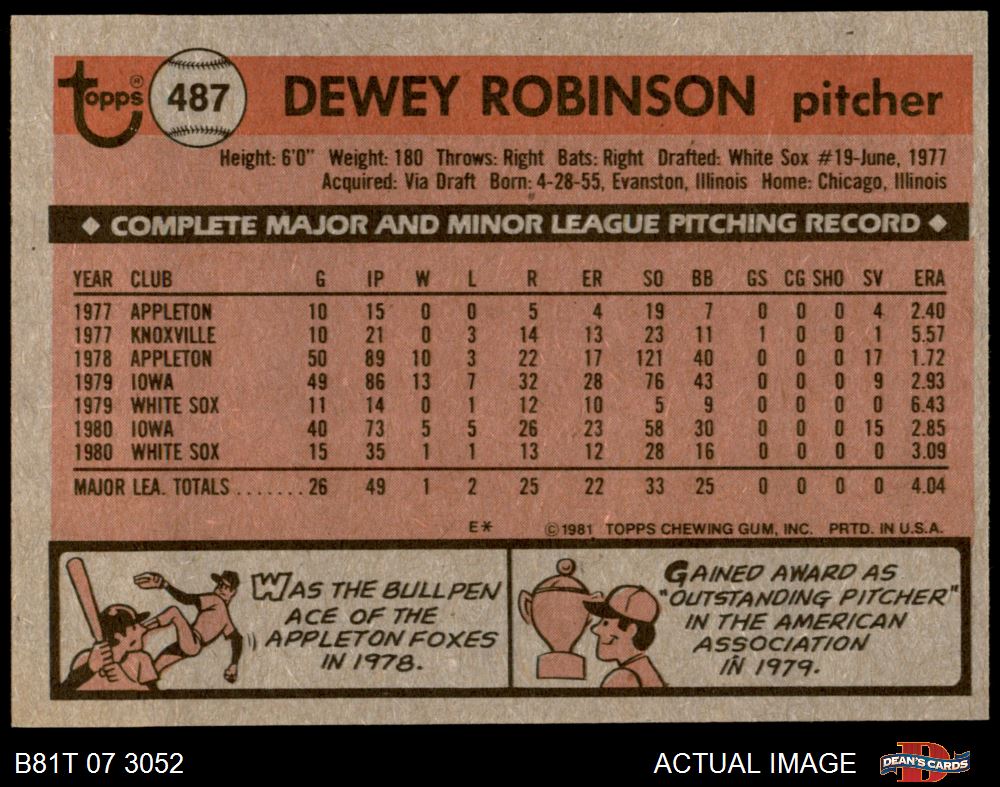 Topps ® 487 DEWEY ROBINSON pitcher
Height: 6'0" Weight: 180 Throws: Right Bats: Right Drafted: White Sox #19-June, 1977
Acquired: Via Draft Born: 4-28-55, Evanston, Illinois Home: Chicago, Illinois
◆ COMPLETE MAJOR AND MINOR LEAGUE PITCHING RECORD ◆
YEAR CLUB G IP W L R ER SO BB GS CG SHO SV ERA
1977 APPLETON 10 15 0 0 5 4 19 7 0 0 0 4 2.40
1977 KNOXVILLE 10 21 0 3 14 13 23 11 1 0 0 1 5.57
1978 APPLETON 50 89 10 3 22 17 121 40 0 0 0 17 1.72
1979 IOWA 49 86 13 7 32 28 76 43 0 0 0 9 2.93
1979 WHITE SOX 11 14 0 1 12 10 5 9 0 0 0 0 6.43
1980 IOWA 40 73 5 5 26 23 58 30 0 0 0 15 2.85
1980 WHITE SOX 15 35 1 1 13 12 28 16 0 0 0 0 3.09
MAJOR LEA. TOTALS ....... 26 49 1 2 25 22 33 25 0 0 0 0 4.04
E* ©1981 TOPPS CHEWING GUM, INC. PRTD. IN U.S.A.
WAS THE BULLPEN
ACE OF THE
APPLETON FOXES
IN 1978.
GAINED AWARD AS
"OUTSTANDING PITCHER"
IN THE AMERICAN
ASSOCIATION
IN 1979.
B81T 07 3052 ACTUAL IMAGE DEAN'S CARDS